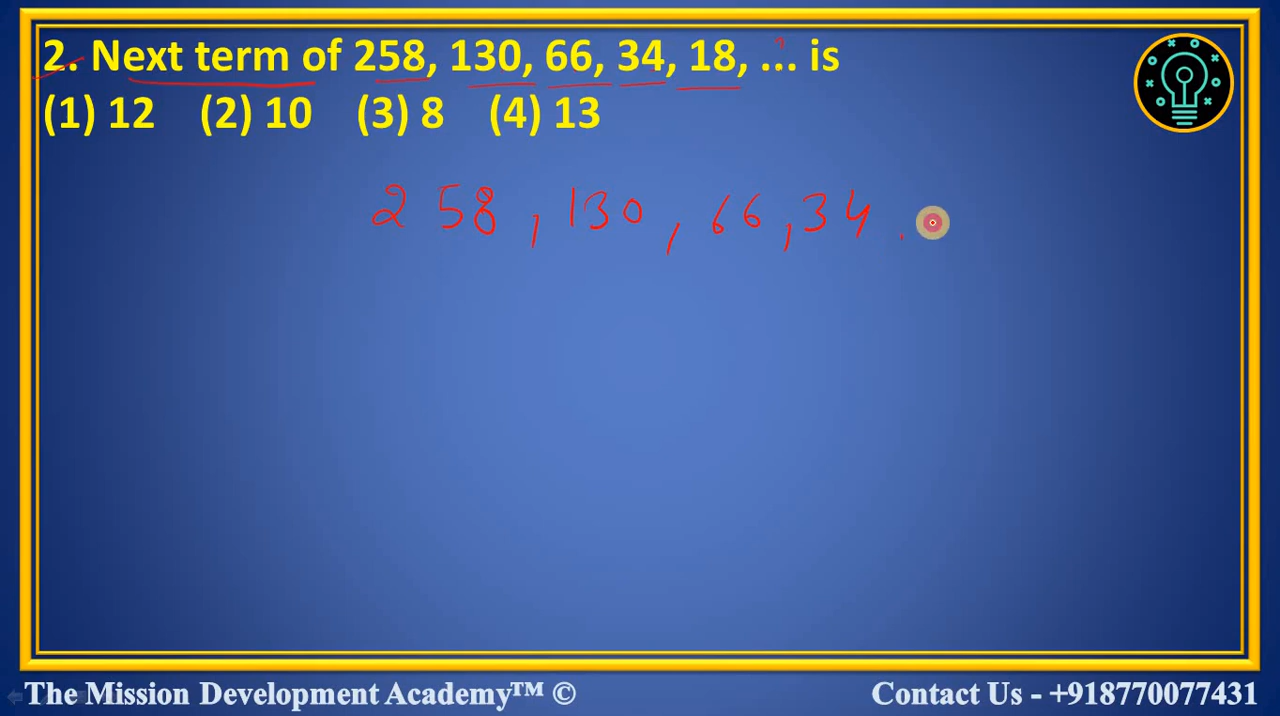 2. Next term of 258, 130, 66, 34, 18, ... is
(1) 12 (2) 10 (3) 8 (4) 13
258, 130, 66, 34
The Mission Development Academy™ ©
Contact Us - +918770077431